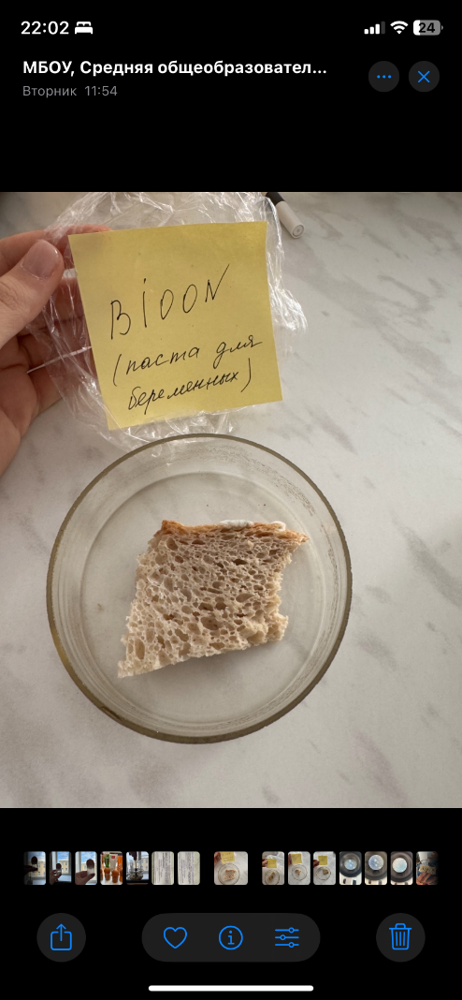 22:02
24
МБОУ, Средняя общеобразовател...
Вторник 11:54
BIOON
(паста для
беременных)